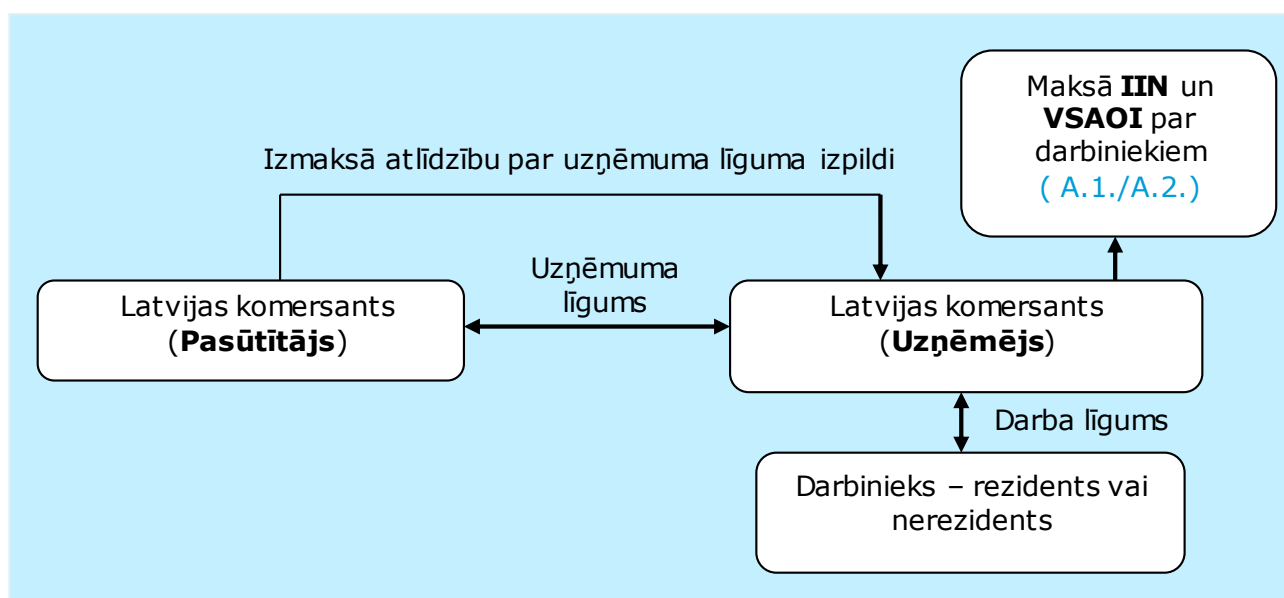 Maksā IIN un
VSAOI par
darbiniekiem
( A.1./A.2.)
Izmaksā atlīdzību par uzņēmuma līguma izpildi
Uzņēmuma
līgums
Latvijas komersants
(Pasūtītājs)
Latvijas komersants
(Uzņēmējs)
Darba līgums
Darbinieks – rezidents vai
nerezidents